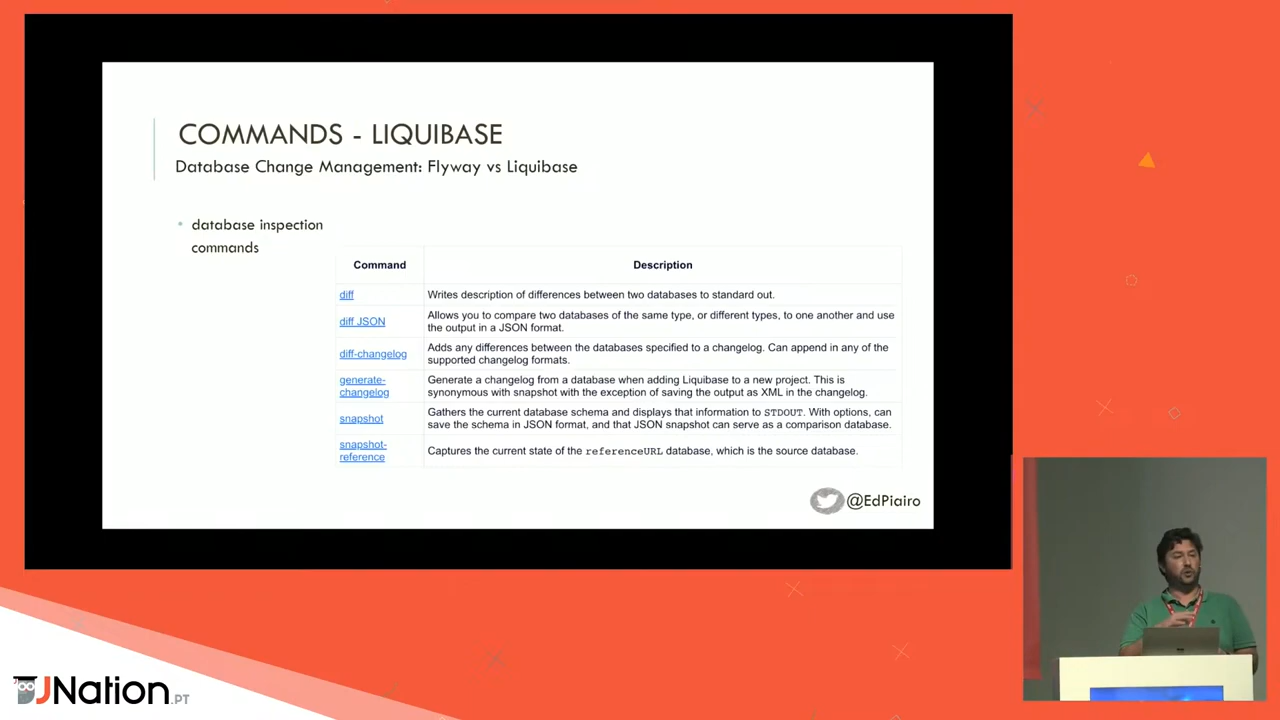 COMMANDS - LIQUIBASE
Database Change Management: Flyway vs Liquibase
• database inspection
commands
Command Description
diff Writes description of differences between two databases to standard out.
diff JSON Allows you to compare two databases of the same type, or different types, to one another and use
the output in a JSON format.
diff-changelog Adds any differences between the databases specified to a changelog. Can append in any of the
supported changelog formats.
generate- Generate a changelog from a database when adding Liquibase to a new project. This is
changelog synonymous with snapshot with the exception of saving the output as XML in the changelog.
snapshot Gathers the current database schema and displays that information to STDOUT. With options, can
save the schema in JSON format, and that JSON snapshot can serve as a comparison database.
snapshot-
reference Captures the current state of the referenceURL database, which is the source database.
@EdPiairo
JNation.PT